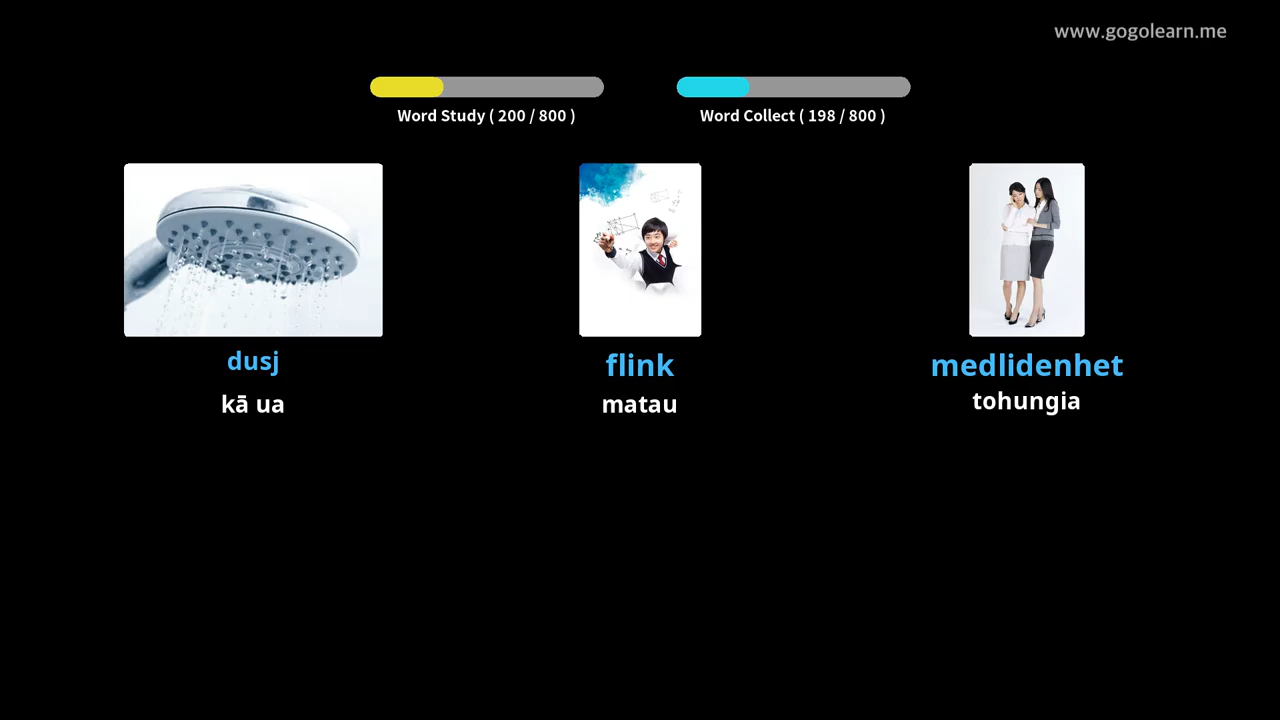 www.gogolearn.me
Word Study ( 200 / 800 )
Word Collect ( 198 / 800 )
dusj
flink
medlidenhet
kā ua
matau
tohungia